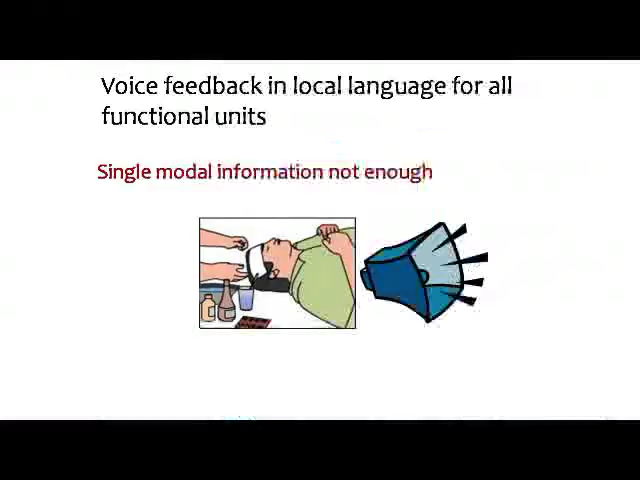 Voice feedback in local language for all
functional units
Single modal information not enough